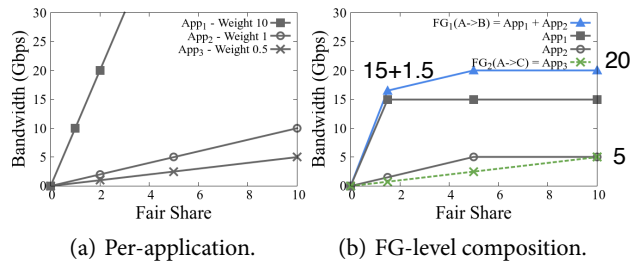 30
25
20
15
10
5
0
0
2
4
6
8
10
Bandwidth (Gbps)
Fair Share
App₁ - Weight 10
App₂ - Weight 1
App₃ - Weight 0.5
(a) Per-application.
30
25
20
15
10
5
0
0
2
4
6
8
10
Bandwidth (Gbps)
Fair Share
FG₁(A->B) = App₁ + App₂
App₁
App₂
FG₂(A->C) = App₃
15+1.5
20
5
(b) FG-level composition.